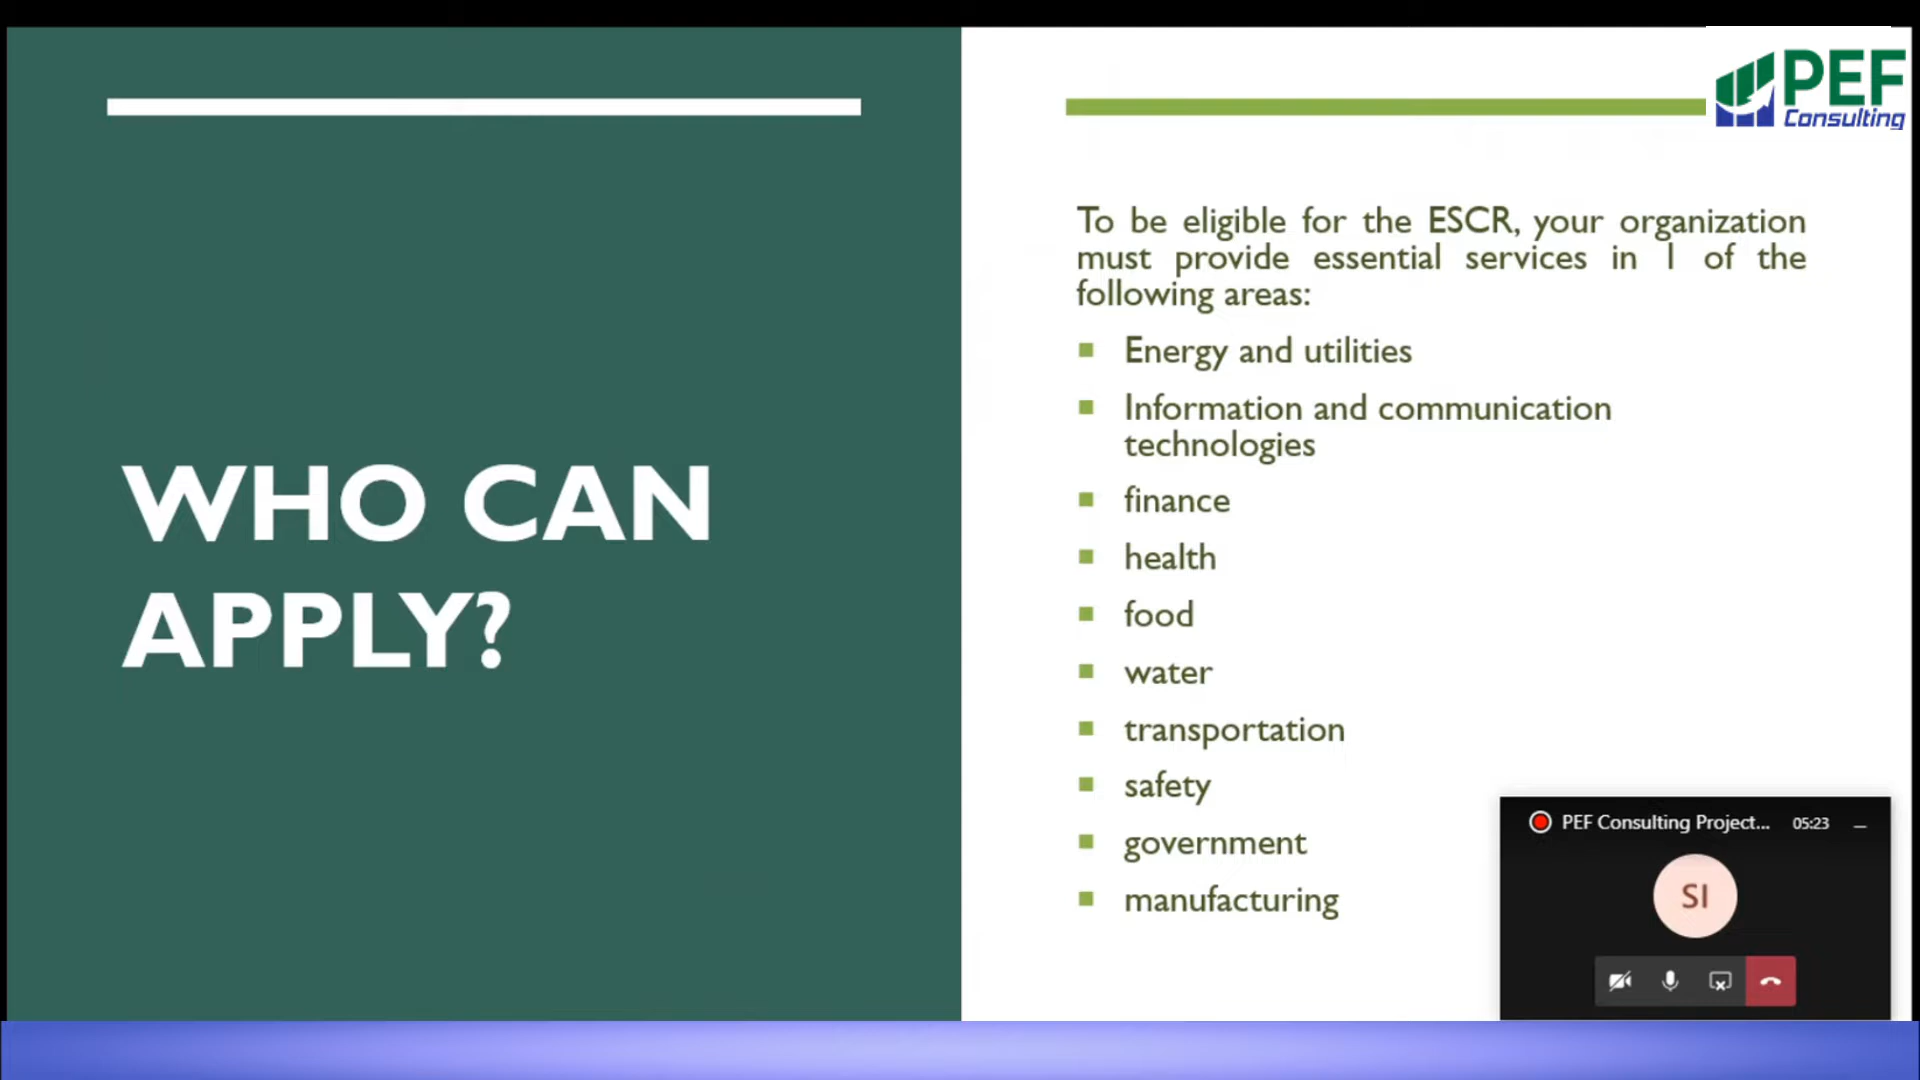 PEF
Consulting
WHO CAN
APPLY?
To be eligible for the ESCR, your organization
must provide essential services in 1 of the
following areas:
Energy and utilities
Information and communication
technologies
finance
health
food
water
transportation
safety
government
manufacturing
PEF Consulting Project... 05:23
SI